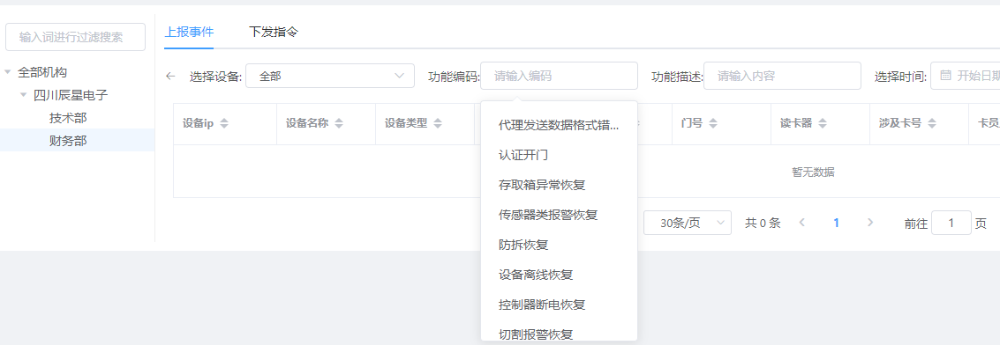 输入词进行过滤搜索
全部机构
四川辰星电子
技术部
财务部
上报事件 下发指令
选择设备: 全部 功能编码: 请输入编码 功能描述: 请输入内容 选择时间: 开始日期
设备ip 设备名称 设备类型 门号 读卡器 涉及卡号 卡员
暂无数据
30条/页 共 0 条 1 前往 1 页
代理发送数据格式错...
认证开门
存取箱异常恢复
传感器类报警恢复
防拆恢复
设备离线恢复
控制器断电恢复
切割报警恢复